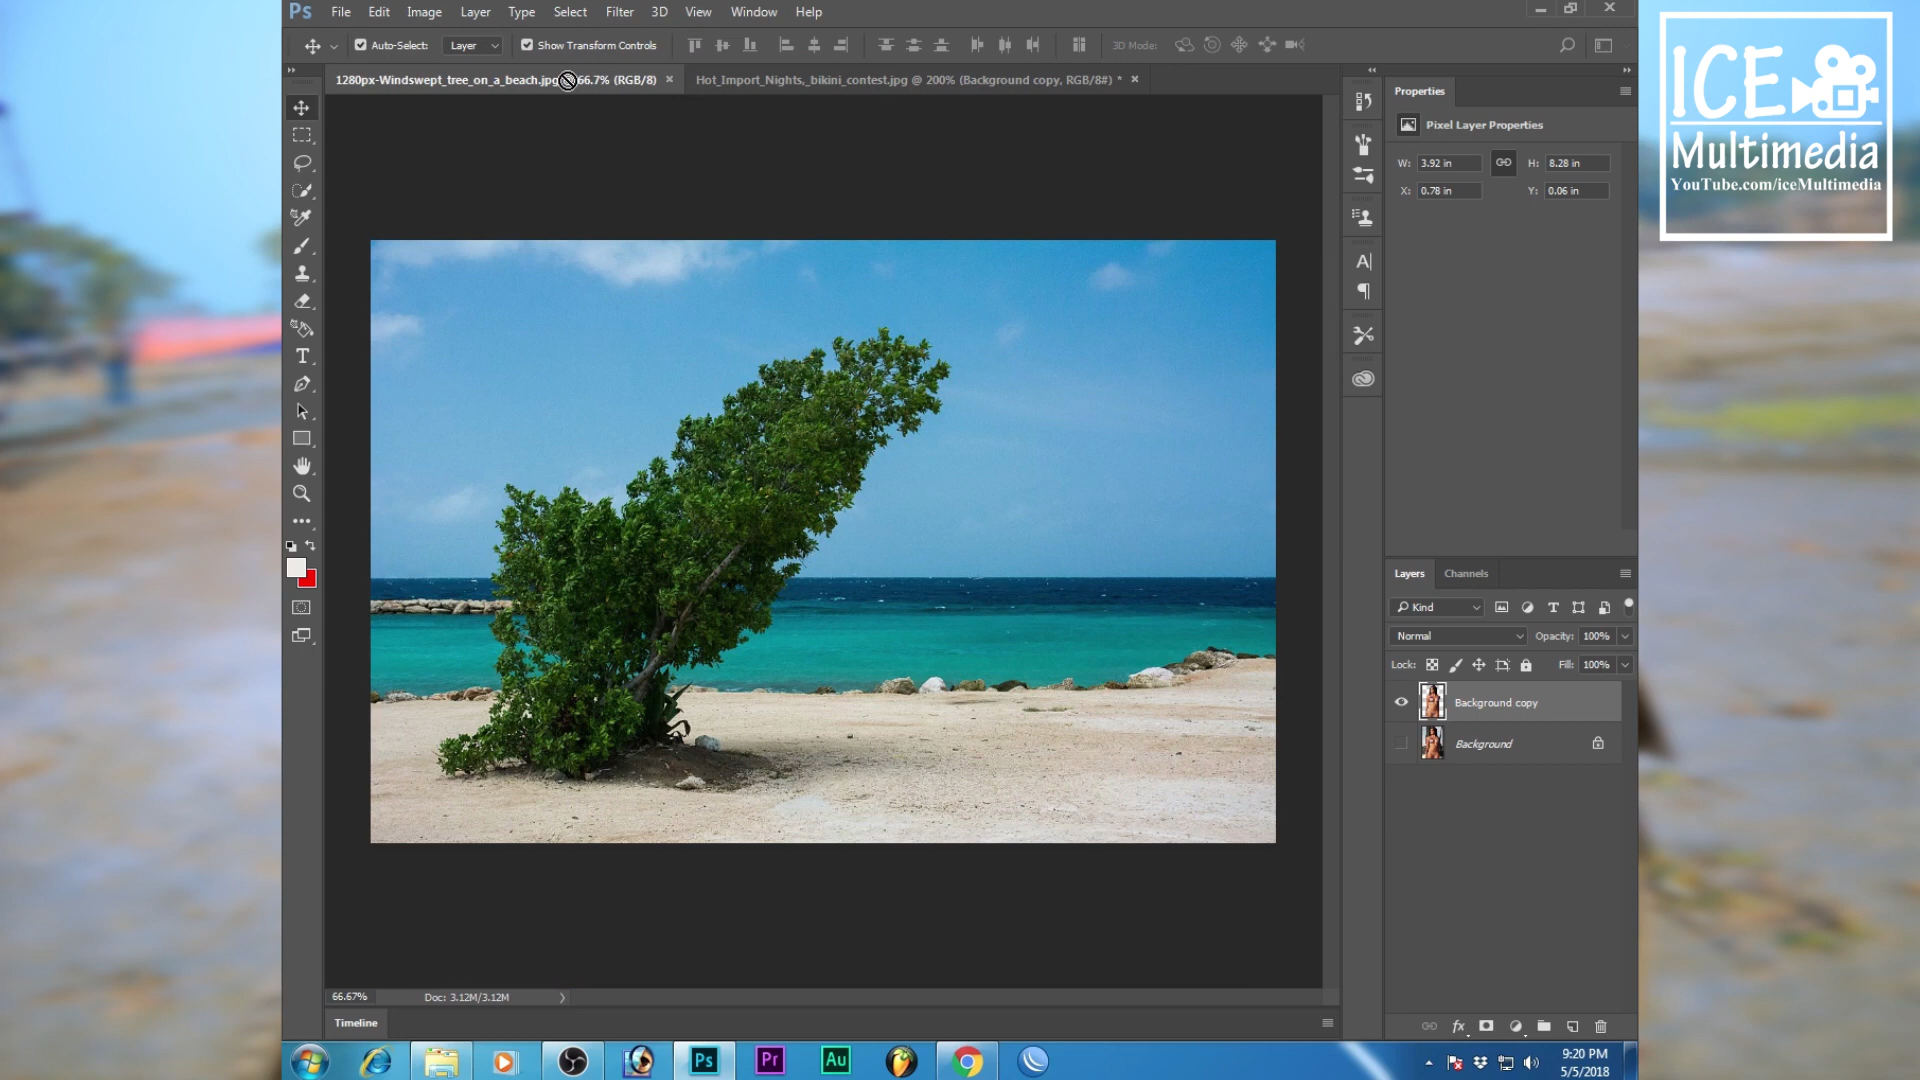 Ps File Edit Image Layer Type Select Filter 3D View Window Help
Auto-Select: Layer Show Transform Controls 3D Mode:
1280px-Windswept_tree_on_a_beach.jpg 66.7% (RGB/8) × Hot_Import_Nights,_bikini_contest.jpg @ 200% (Background copy, RGB/8#) * ×
Properties
Pixel Layer Properties
W: 3.92 in H: 8.28 in
X: 0.78 in Y: 0.06 in
ICE
Multimedia
YouTube.com/iceMultimedia
Layers Channels
Kind
Normal Opacity: 100%
Lock: Fill: 100%
Background copy
Background
fx
66.67% Doc: 3.12M/3.12M
Timeline
Ps Pr Au
9:20 PM
5/5/2018